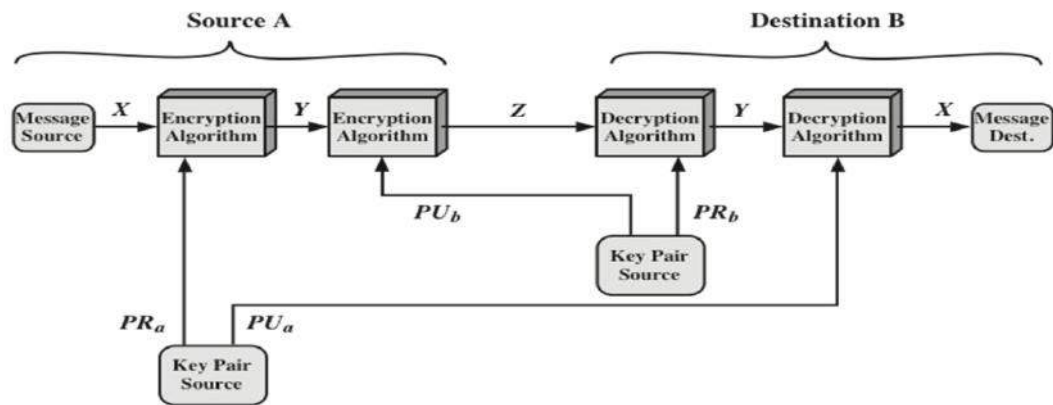 Source A
Destination B
Message
Source
X
Encryption
Algorithm
Y
Encryption
Algorithm
Z
Decryption
Algorithm
Y
Decryption
Algorithm
X
Message
Dest.
PUb
PRb
Key Pair
Source
PRa
PUa
Key Pair
Source